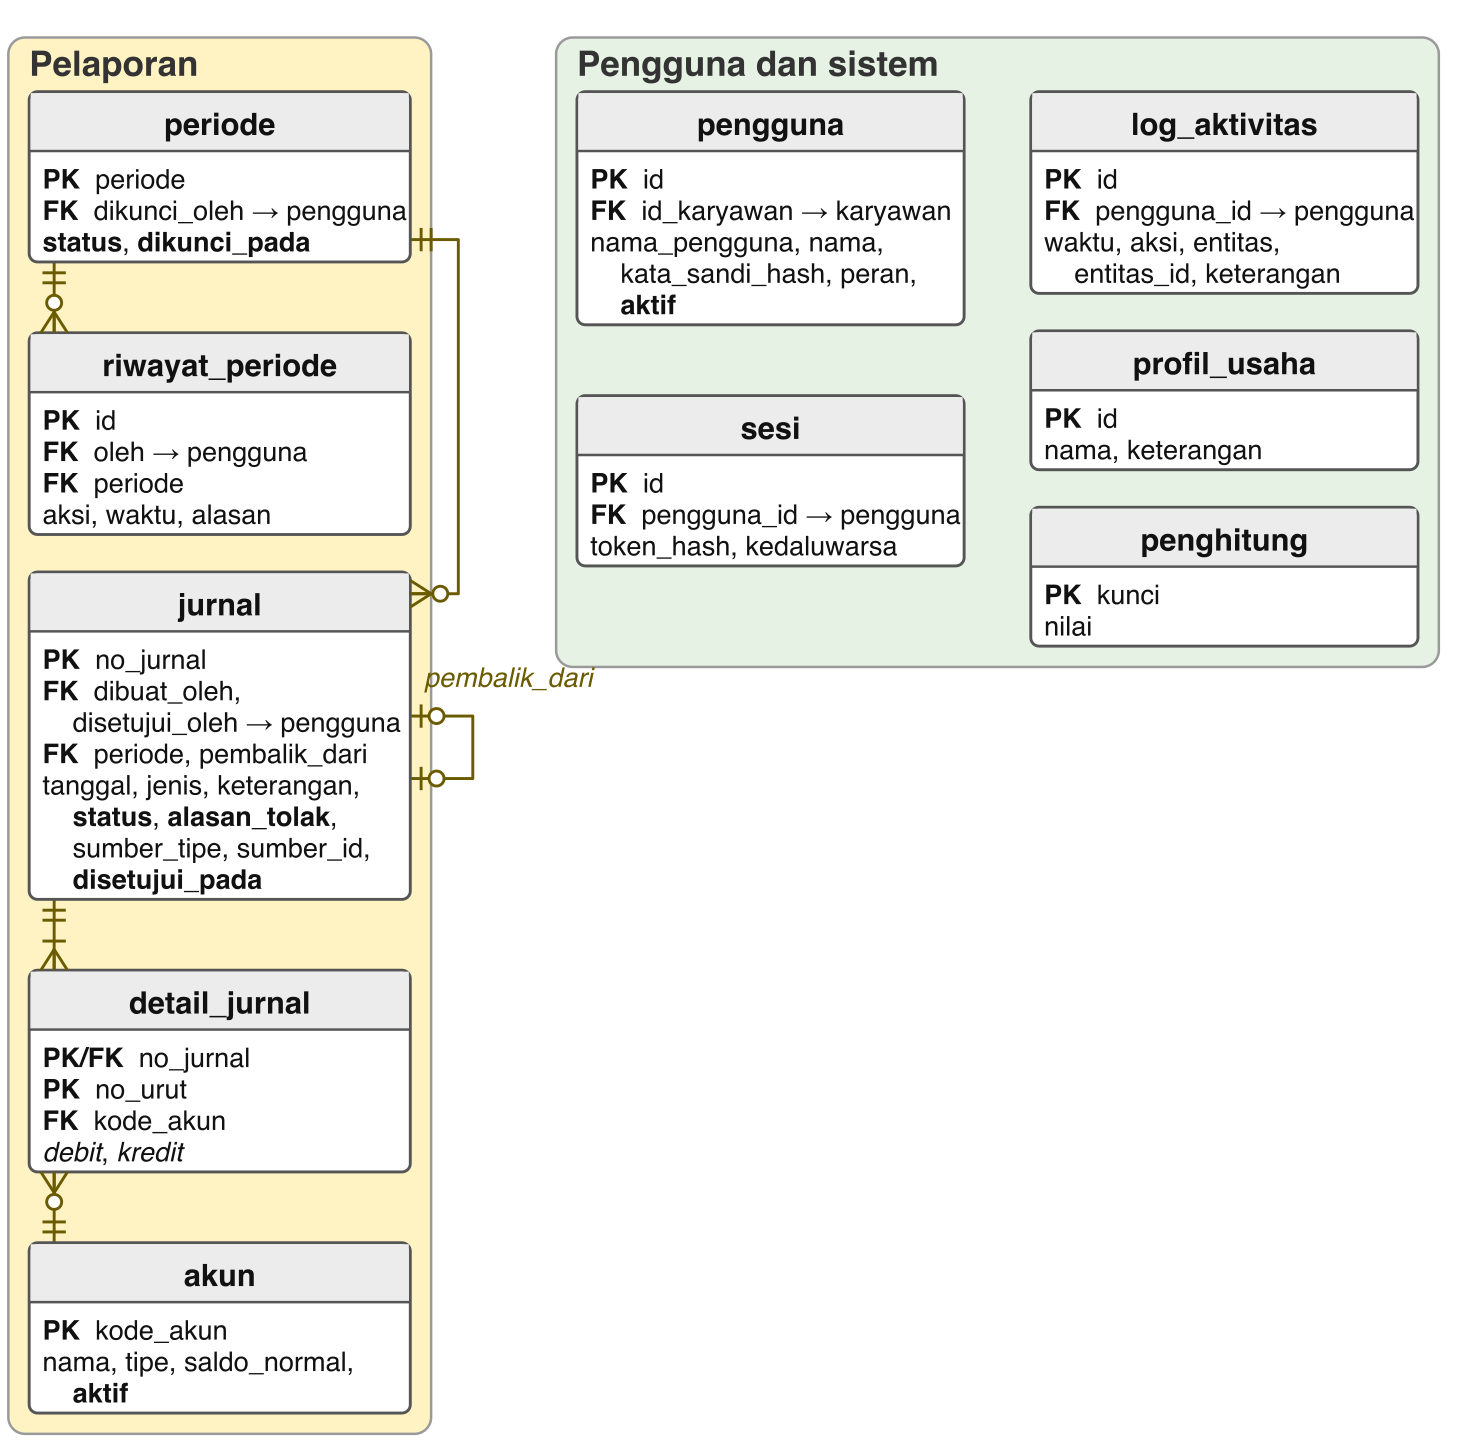 Pelaporan
periode
PK periode
FK dikunci_oleh → pengguna
status, dikunci_pada
riwayat_periode
PK id
FK oleh → pengguna
FK periode
aksi, waktu, alasan
jurnal
PK no_jurnal
FK dibuat_oleh,
disetujui_oleh → pengguna
FK periode, pembalik_dari
tanggal, jenis, keterangan,
status, alasan_tolak,
sumber_tipe, sumber_id,
disetujui_pada
pembalik_dari
detail_jurnal
PK/FK no_jurnal
PK no_urut
FK kode_akun
debit, kredit
akun
PK kode_akun
nama, tipe, saldo_normal,
aktif
Pengguna dan sistem
pengguna
PK id
FK id_karyawan → karyawan
nama_pengguna, nama,
kata_sandi_hash, peran,
aktif
sesi
PK id
FK pengguna_id → pengguna
token_hash, kedaluwarsa
log_aktivitas
PK id
FK pengguna_id → pengguna
waktu, aksi, entitas,
entitas_id, keterangan
profil_usaha
PK id
nama, keterangan
penghitung
PK kunci
nilai